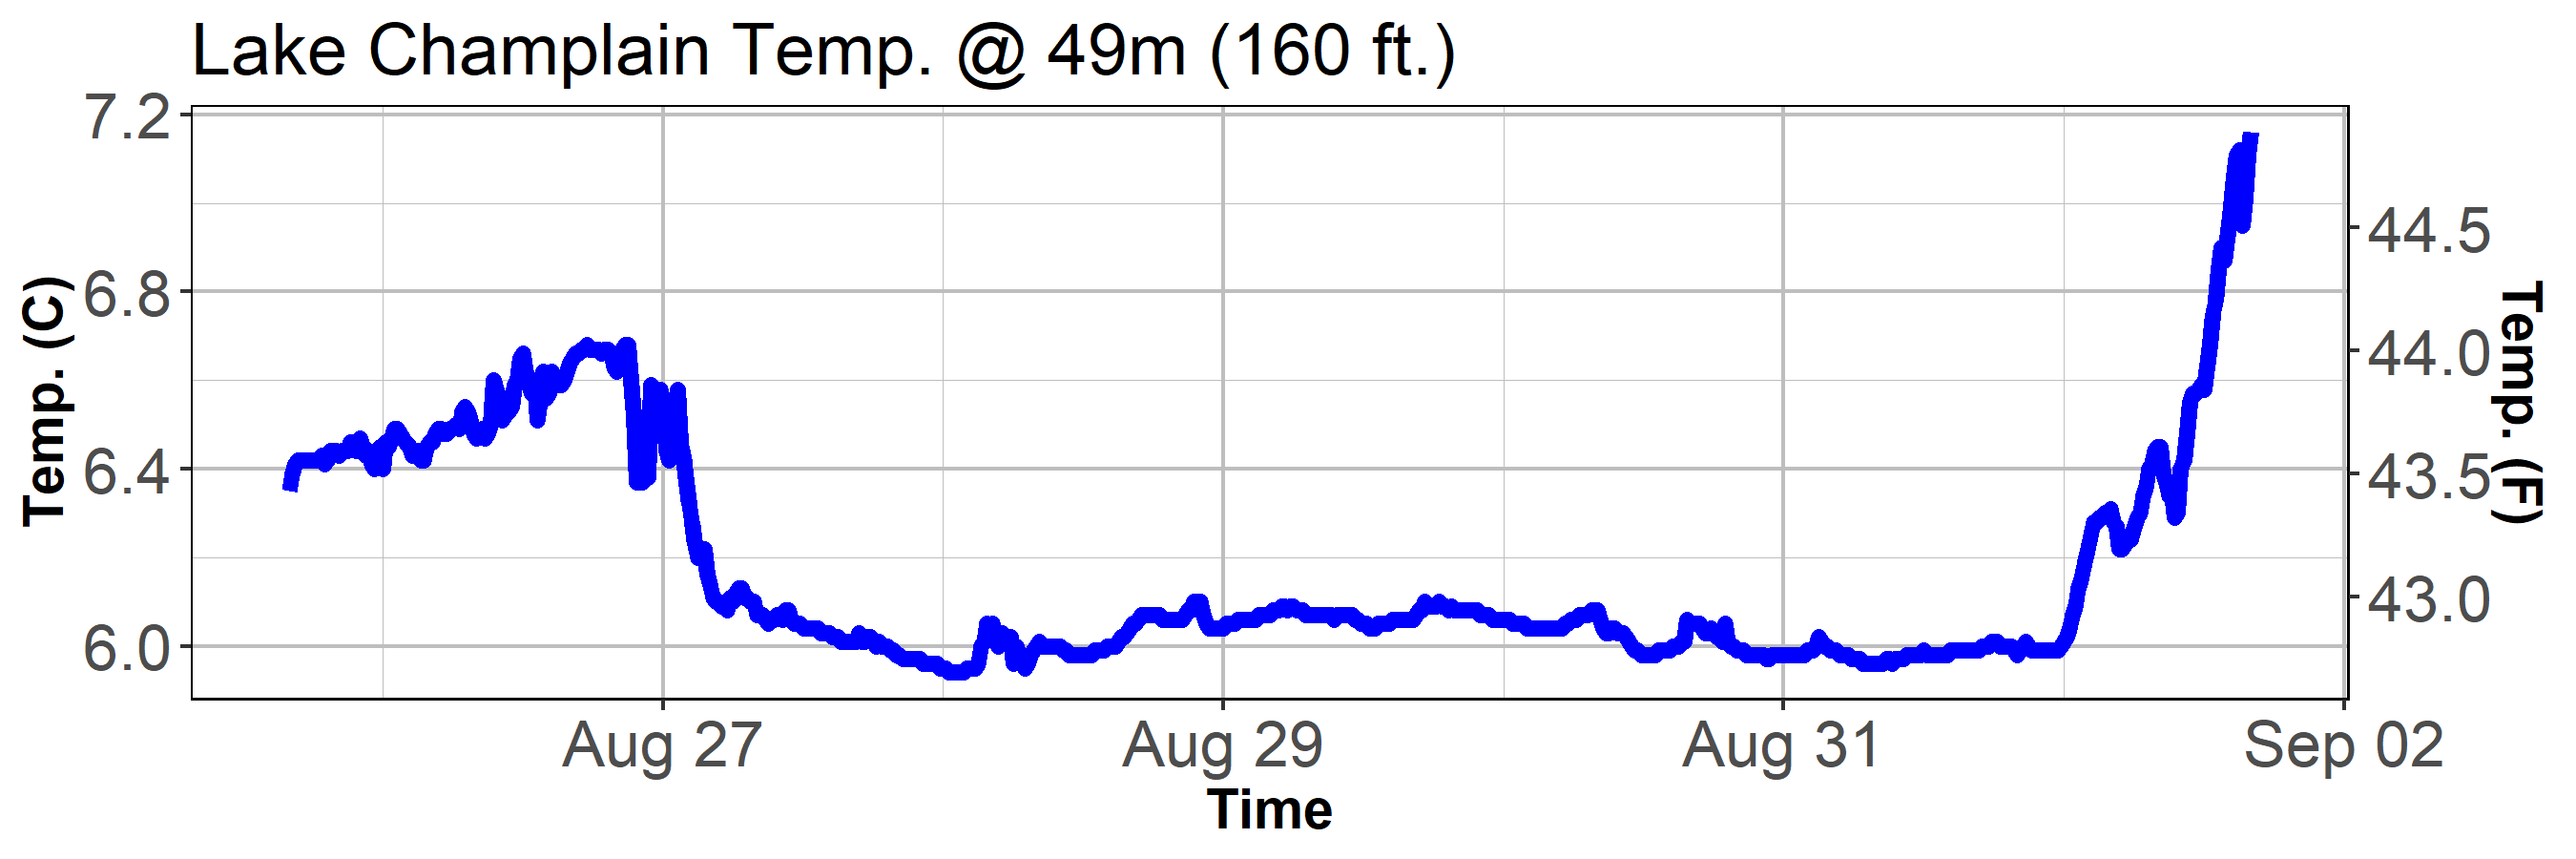 Lake Champlain Temp. @ 49m (160 ft.)
Temp. (C)
7.2
6.8
6.4
6.0
44.5
44.0
43.5
43.0
Temp. (F)
Aug 27
Aug 29
Aug 31
Sep 02
Time